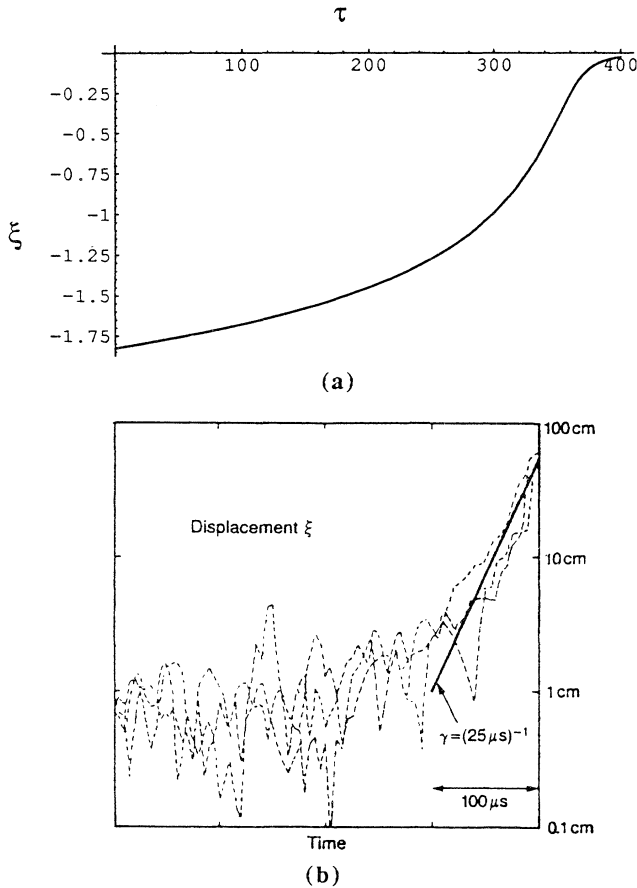 τ
100 200 300 400
-0.25
-0.5
-0.75
-1
-1.25
-1.5
-1.75
ξ
(a)
100 cm
Displacement ξ
10 cm
1 cm
γ=(25 μs)⁻¹
100 μs
0.1 cm
Time
(b)